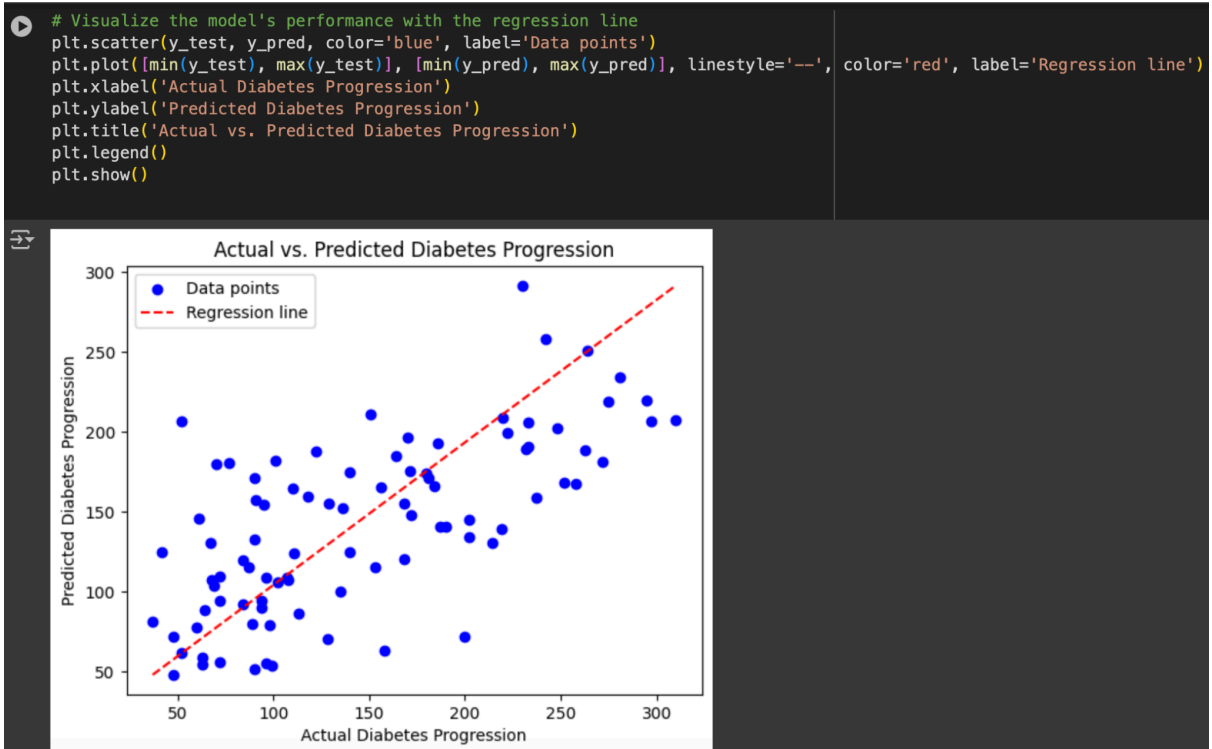 # Visualize the model's performance with the regression line
plt.scatter(y_test, y_pred, color='blue', label='Data points')
plt.plot([min(y_test), max(y_test)], [min(y_pred), max(y_pred)], linestyle='--', color='red', label='Regression line')
plt.xlabel('Actual Diabetes Progression')
plt.ylabel('Predicted Diabetes Progression')
plt.title('Actual vs. Predicted Diabetes Progression')
plt.legend()
plt.show()
Actual vs. Predicted Diabetes Progression
Data points
Regression line
Predicted Diabetes Progression
300
250
200
150
100
50
50 100 150 200 250 300
Actual Diabetes Progression